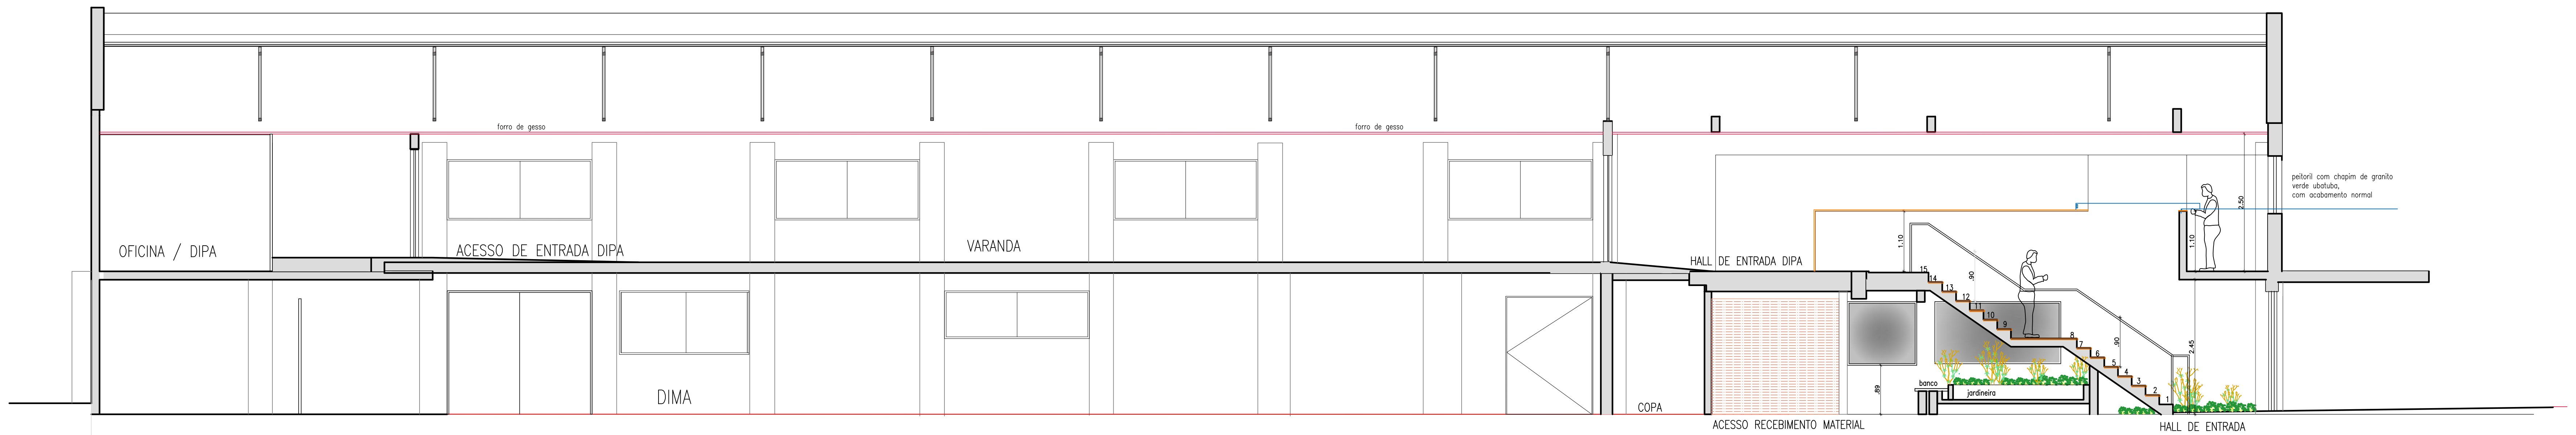 forro de gesso
forro de gesso
peitoril com chapim de granito
verde ubatuba,
com acabamento normal
2.50
1.10
1.10
OFICINA / DIPA
ACESSO DE ENTRADA DIPA
VARANDA
HALL DE ENTRADA DIPA
15
14
13
12
11
10
9
8
7
6
5
4
3
2
1
.90
.90
2.45
.89
banco
jardineira
DIMA
COPA
ACESSO RECEBIMENTO MATERIAL
HALL DE ENTRADA